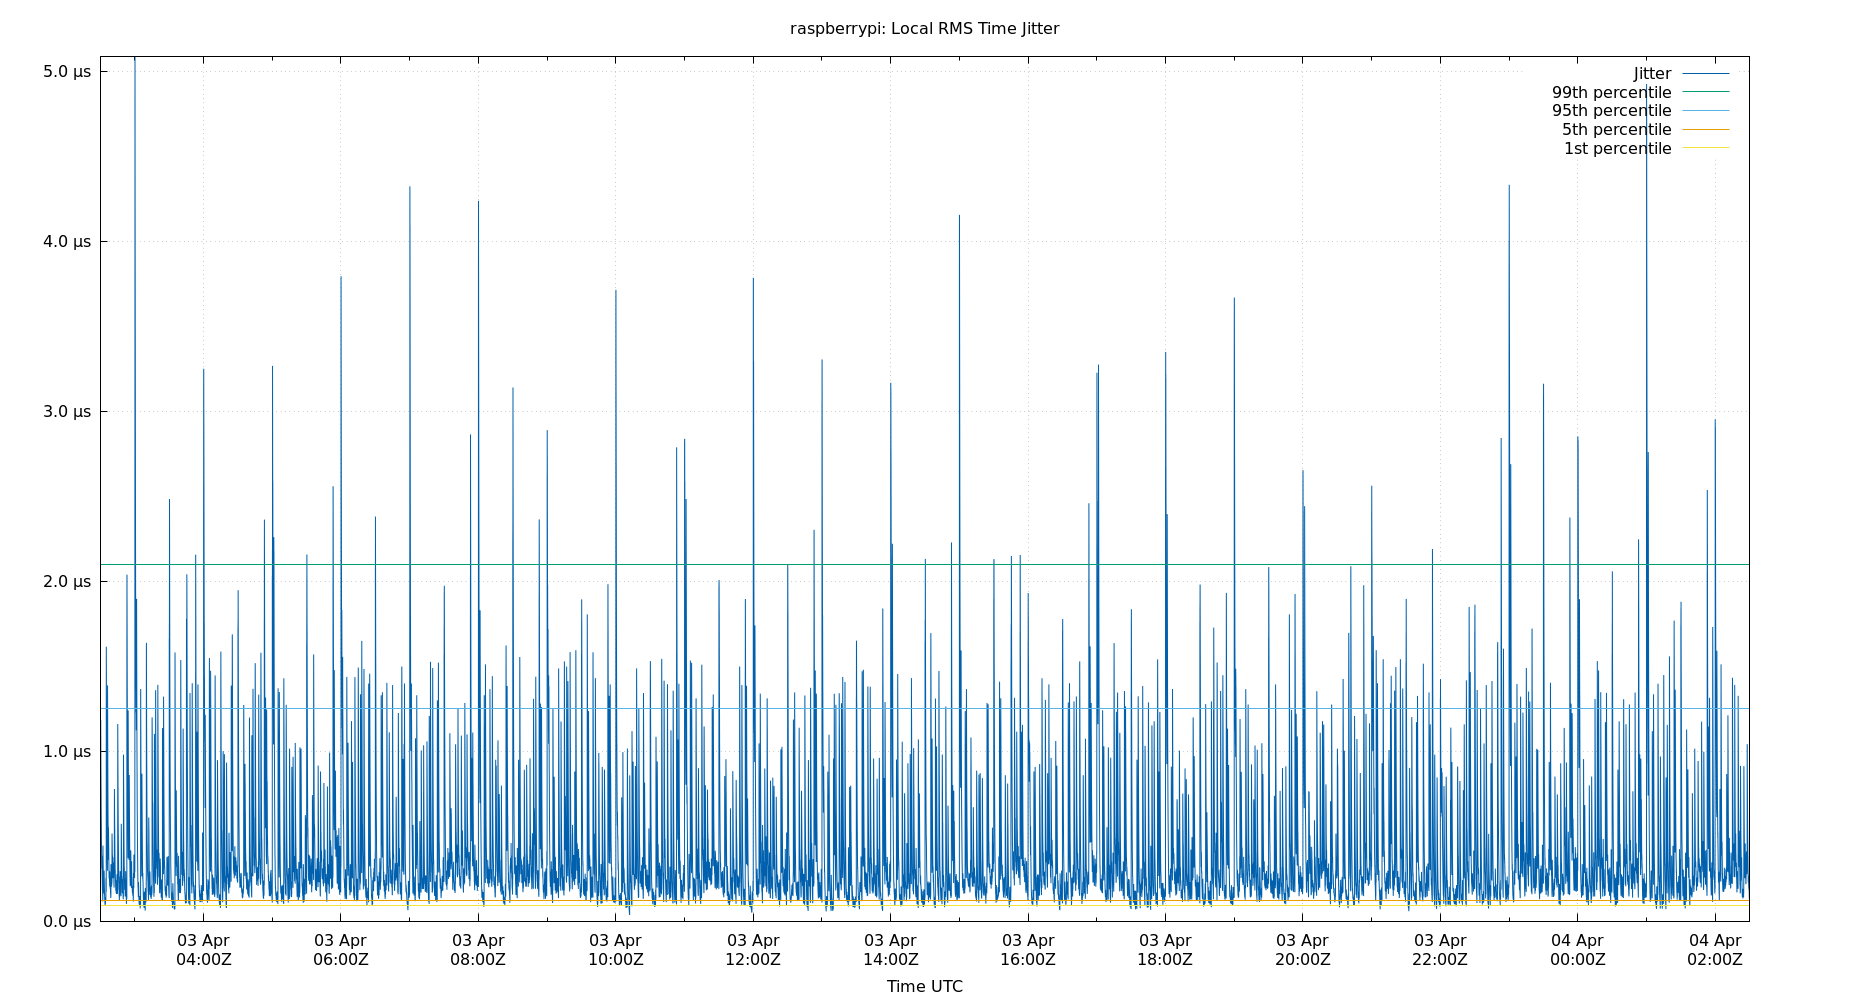 raspberrypi: Local RMS Time Jitter
5.0 µs
4.0 µs
3.0 µs
2.0 µs
1.0 µs
0.0 µs
Jitter
99th percentile
95th percentile
5th percentile
1st percentile
03 Apr 03 Apr 03 Apr 03 Apr 03 Apr 03 Apr 03 Apr 03 Apr 03 Apr 03 Apr 04 Apr 04 Apr
04:00Z 06:00Z 08:00Z 10:00Z 12:00Z 14:00Z 16:00Z 18:00Z 20:00Z 22:00Z 00:00Z 02:00Z
Time UTC